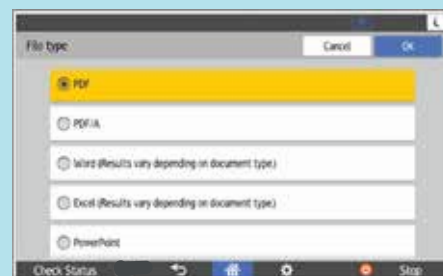 File type
Cancel
OK
PDF
PDF/A
Word (Results vary depending on document type.)
Excel (Results vary depending on document type.)
PowerPoint
Check Status
Stop